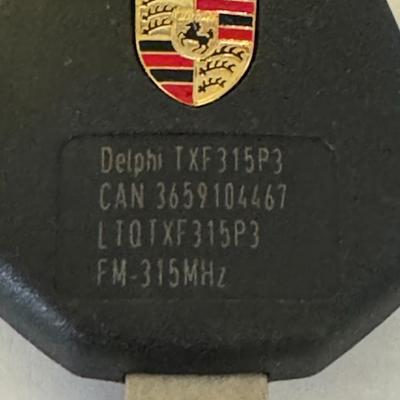 Delphi TXF315P3
CAN 3659104467
LTQTXF315P3
FM-315MHz